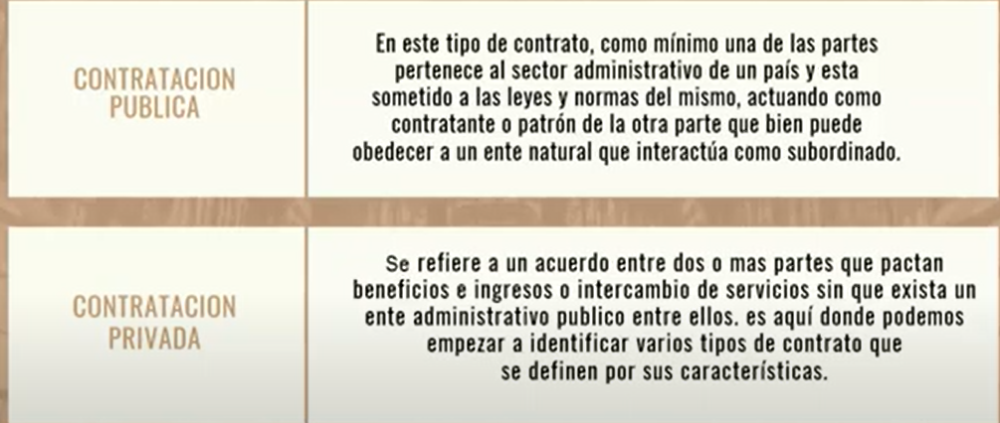 CONTRATACION
PUBLICA
En este tipo de contrato, como mínimo una de las partes
pertenece al sector administrativo de un país y esta
sometido a las leyes y normas del mismo, actuando como
contratante o patrón de la otra parte que bien puede
obedecer a un ente natural que interactúa como subordinado.
CONTRATACION
PRIVADA
Se refiere a un acuerdo entre dos o mas partes que pactan
beneficios e ingresos o intercambio de servicios sin que exista un
ente administrativo publico entre ellos. es aquí donde podemos
empezar a identificar varios tipos de contrato que
se definen por sus características.